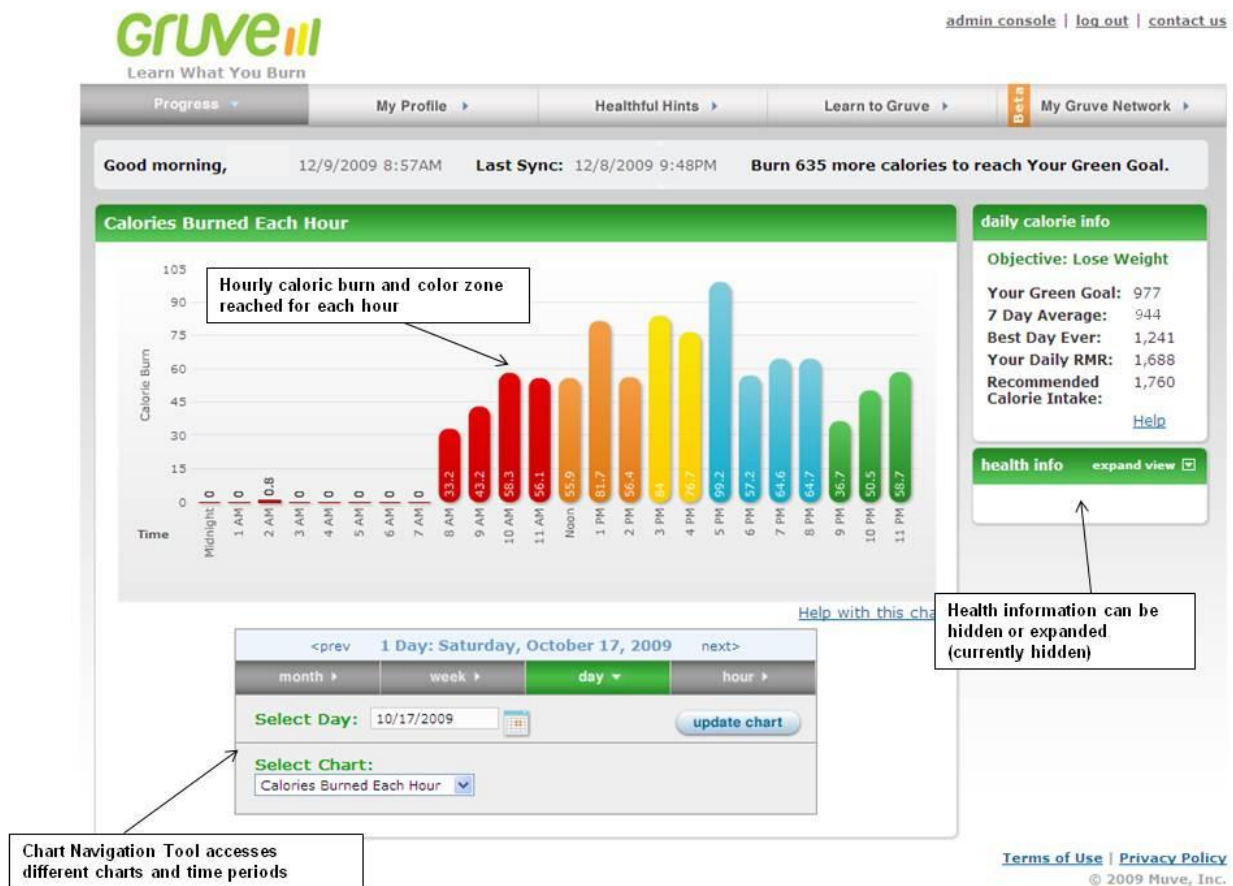 Gruve
Learn What You Burn
admin console | log out | contact us
Progress
My Profile
Healthful Hints
Learn to Gruve
Beta
My Gruve Network
Good morning, 12/9/2009 8:57AM Last Sync: 12/8/2009 9:48PM Burn 635 more calories to reach Your Green Goal.
Calories Burned Each Hour
Hourly caloric burn and color zone
reached for each hour
Calorie Burn
105
90
75
60
45
30
15
0
0
0
0.8
0
0
0
0
0
33.2
43.2
58.3
56.1
55.9
81.7
56.4
84
76.7
99.2
57.2
64.6
64.7
36.7
50.5
58.7
Time
Midnight
1 AM
2 AM
3 AM
4 AM
5 AM
6 AM
7 AM
8 AM
9 AM
10 AM
11 AM
Noon
1 PM
2 PM
3 PM
4 PM
5 PM
6 PM
7 PM
8 PM
9 PM
10 PM
11 PM
Help with this cha
<prev 1 Day: Saturday, October 17, 2009 next>
month
week
day
hour
Select Day: 10/17/2009
update chart
Select Chart:
Calories Burned Each Hour
Chart Navigation Tool accesses
different charts and time periods
daily calorie info
Objective: Lose Weight
Your Green Goal: 977
7 Day Average: 944
Best Day Ever: 1,241
Your Daily RMR: 1,688
Recommended 1,760
Calorie Intake:
Help
health info expand view
Health information can be
hidden or expanded
(currently hidden)
Terms of Use | Privacy Policy
© 2009 Muve, Inc.